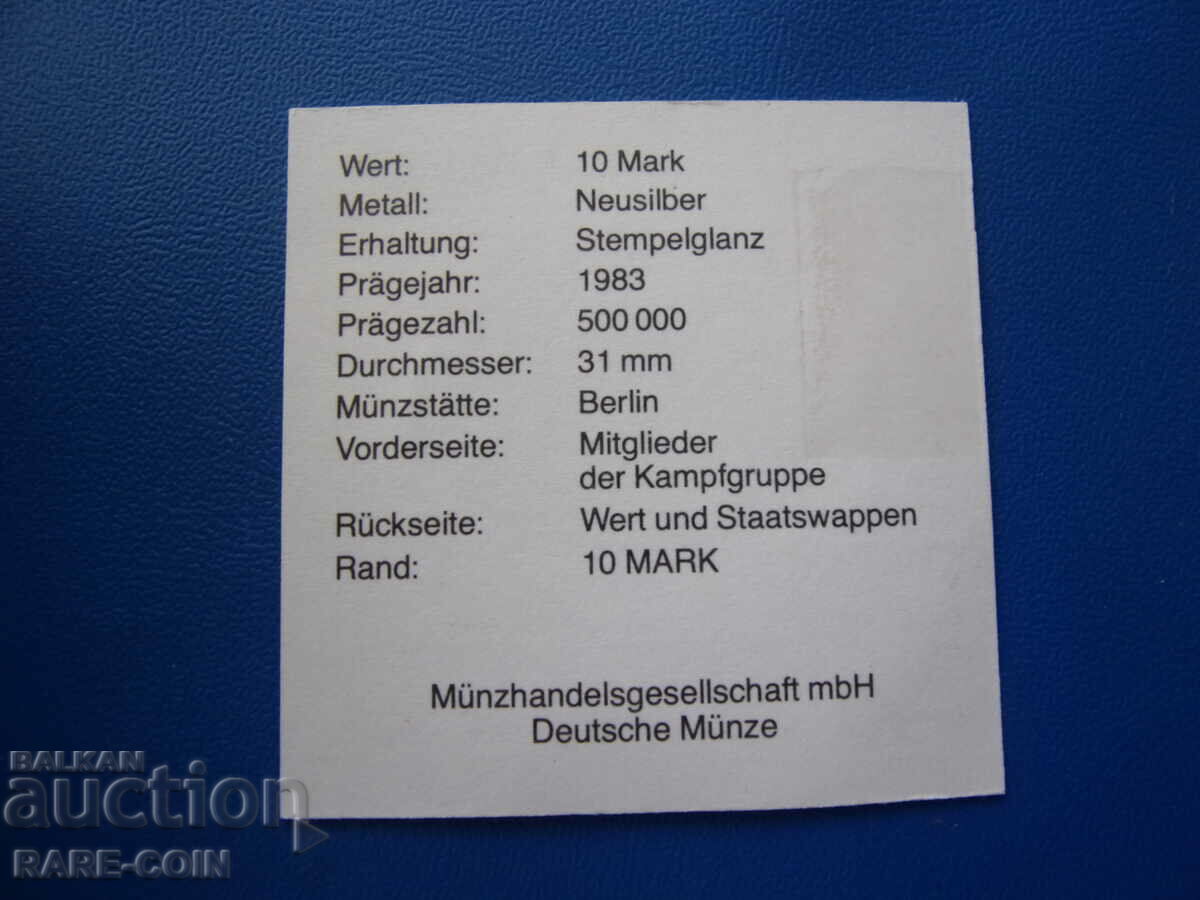 Wert: 10 Mark
Metall: Neusilber
Erhaltung: Stempelglanz
Prägejahr: 1983
Prägezahl: 500 000
Durchmesser: 31 mm
Münzstätte: Berlin
Vorderseite: Mitglieder
der Kampfgruppe
Rückseite: Wert und Staatswappen
Rand: 10 MARK
Münzhandelsgesellschaft mbH
Deutsche Münze
BALKAN
auction
RARE-COIN